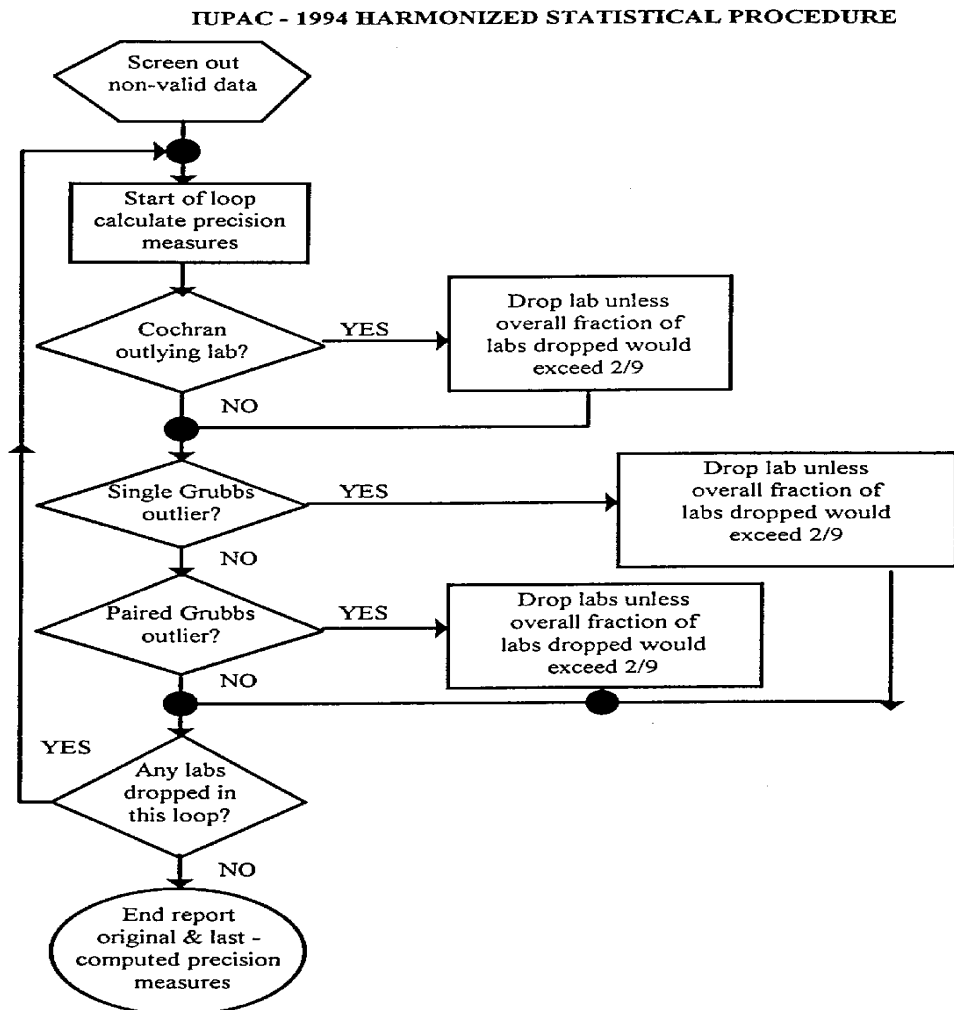 IUPAC - 1994 HARMONIZED STATISTICAL PROCEDURE
Screen out
non-valid data
Start of loop
calculate precision
measures
Cochran
outlying lab?
YES
Drop lab unless
overall fraction of
labs dropped would
exceed 2/9
NO
Single Grubbs
outlier?
YES
Drop lab unless
overall fraction of
labs dropped would
exceed 2/9
NO
Paired Grubbs
outlier?
YES
Drop labs unless
overall fraction of
labs dropped would
exceed 2/9
NO
YES
Any labs
dropped in
this loop?
NO
End report
original & last -
computed precision
measures